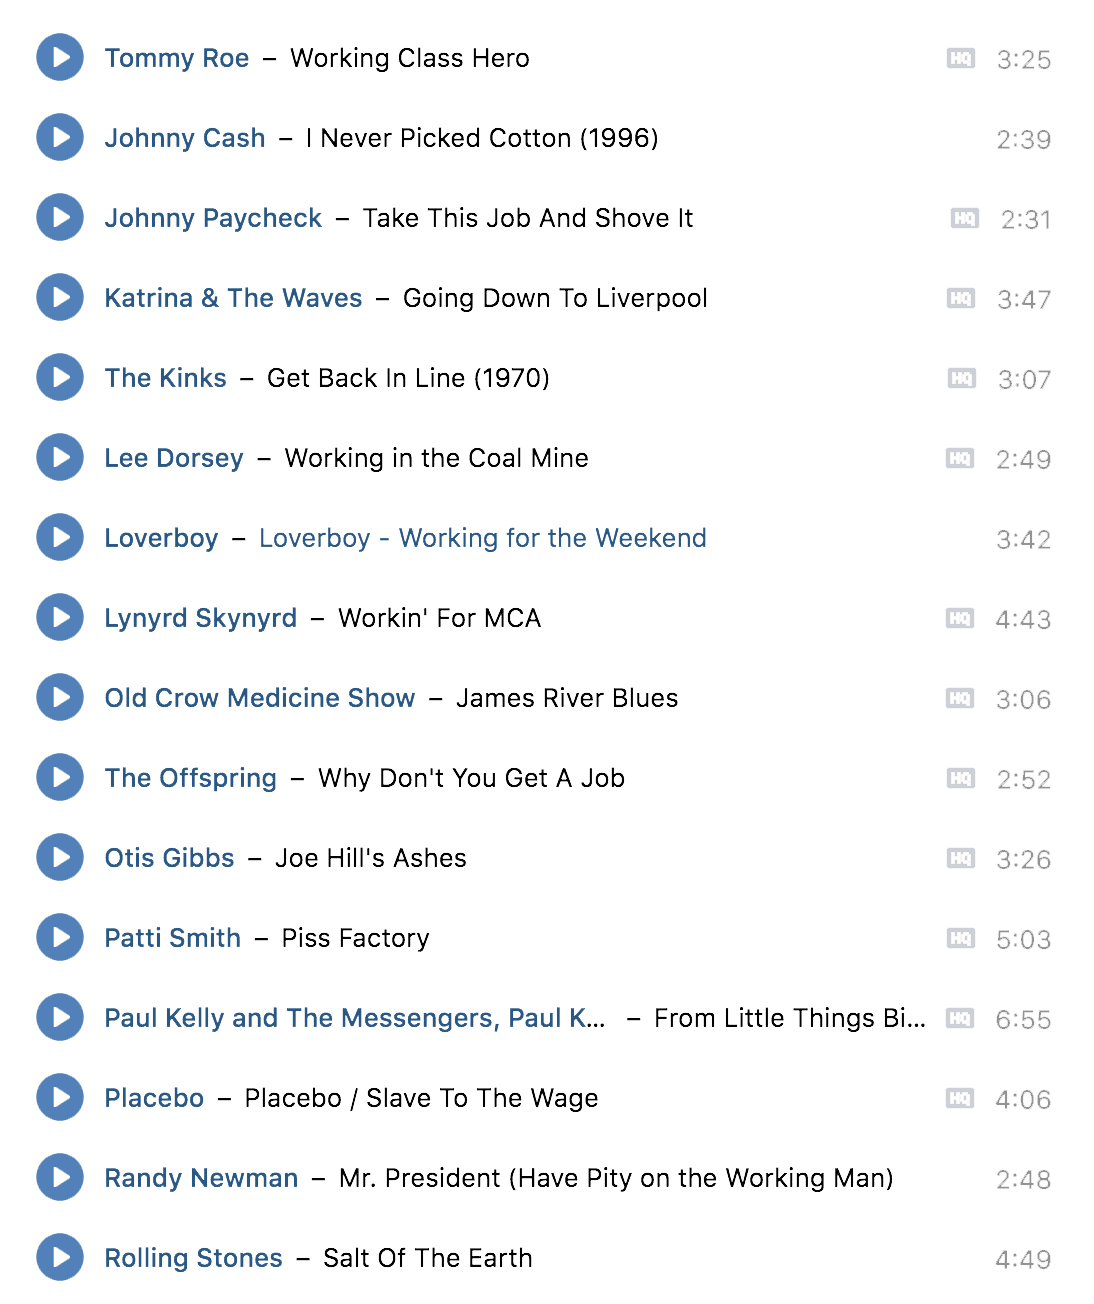 Tommy Roe – Working Class Hero HQ 3:25
Johnny Cash – I Never Picked Cotton (1996) 2:39
Johnny Paycheck – Take This Job And Shove It HQ 2:31
Katrina & The Waves – Going Down To Liverpool HQ 3:47
The Kinks – Get Back In Line (1970) HQ 3:07
Lee Dorsey – Working in the Coal Mine HQ 2:49
Loverboy – Loverboy - Working for the Weekend 3:42
Lynyrd Skynyrd – Workin' For MCA HQ 4:43
Old Crow Medicine Show – James River Blues HQ 3:06
The Offspring – Why Don't You Get A Job HQ 2:52
Otis Gibbs – Joe Hill's Ashes HQ 3:26
Patti Smith – Piss Factory HQ 5:03
Paul Kelly and The Messengers, Paul K... – From Little Things Bi... HQ 6:55
Placebo – Placebo / Slave To The Wage HQ 4:06
Randy Newman – Mr. President (Have Pity on the Working Man) 2:48
Rolling Stones – Salt Of The Earth 4:49